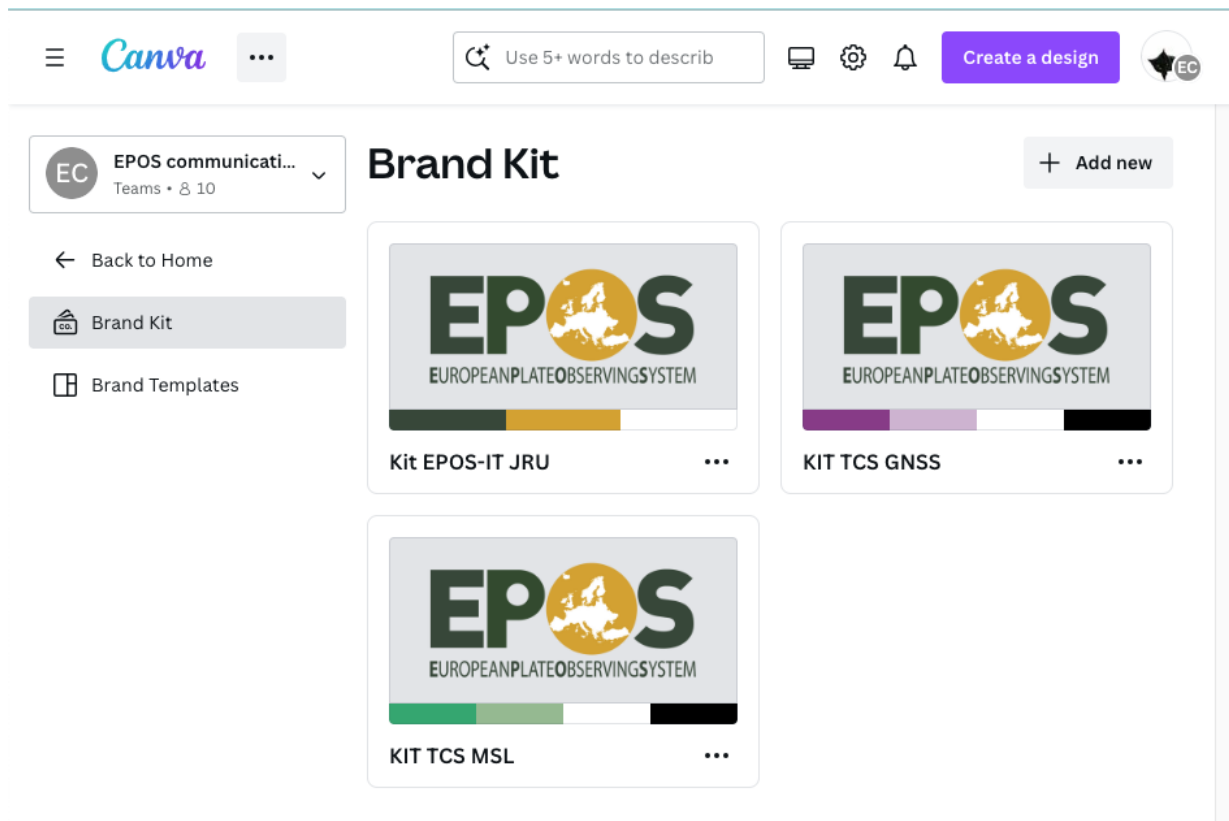 Canva
Use 5+ words to describ
Create a design
EC
EC
EPOS communicati...
Teams • 10
Brand Kit
Add new
Back to Home
CO.
Brand Kit
Brand Templates
EPOS
EUROPEANPLATEOBSERVINGSYSTEM
Kit EPOS-IT JRU
EPOS
EUROPEANPLATEOBSERVINGSYSTEM
KIT TCS GNSS
EPOS
EUROPEANPLATEOBSERVINGSYSTEM
KIT TCS MSL